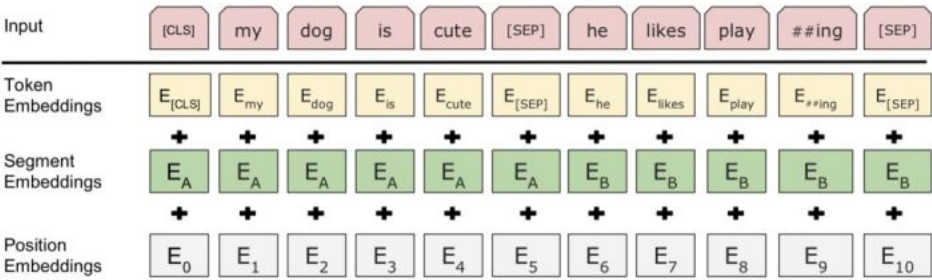 Input [CLS] my dog is cute [SEP] he likes play ##ing [SEP]
Token Embeddings E[CLS] Emy Edog Eis Ecute E[SEP] Ehe Elikes Eplay E##ing E[SEP]
+ + + + + + + + + + +
Segment Embeddings EA EA EA EA EA EA EB EB EB EB EB
+ + + + + + + + + + +
Position Embeddings E0 E1 E2 E3 E4 E5 E6 E7 E8 E9 E10